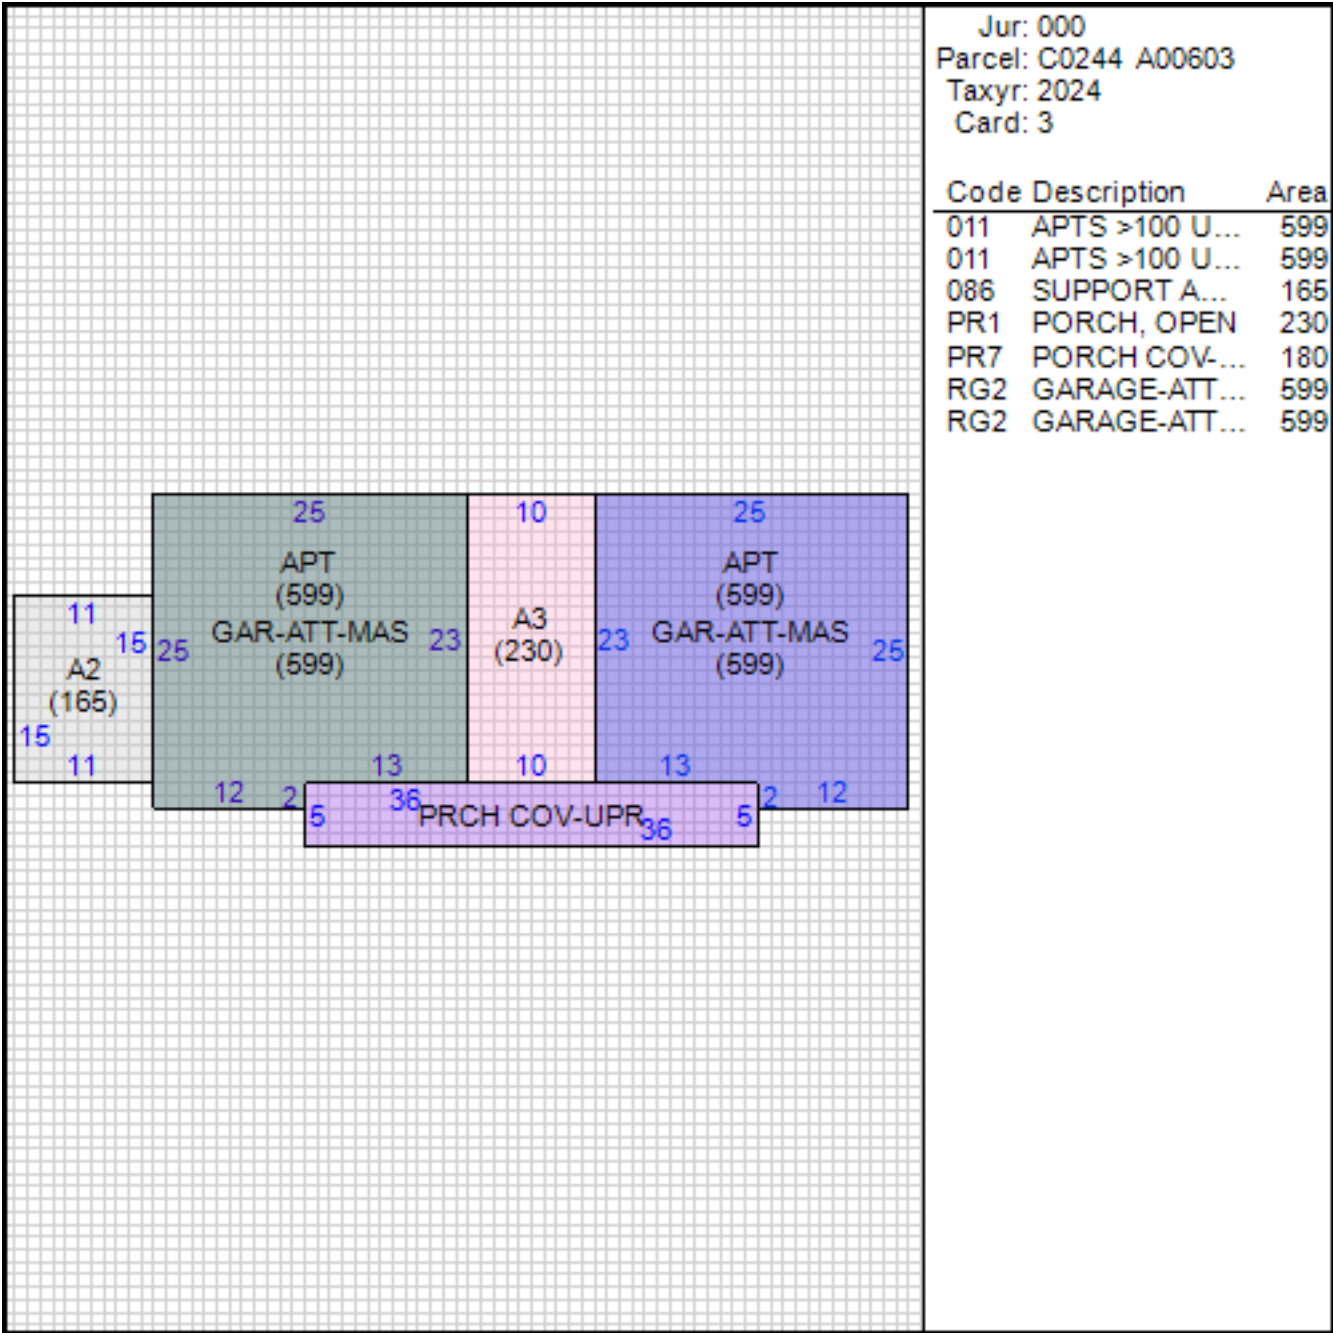 Jur: 000
Parcel: C0244 A00603
Taxyr: 2024
Card: 3
Code Description Area
011 APTS >100 U... 599
011 APTS >100 U... 599
086 SUPPORT A... 165
PR1 PORCH, OPEN 230
PR7 PORCH COV-... 180
RG2 GARAGE-ATT... 599
RG2 GARAGE-ATT... 599
25 10 25
APT
(599)
GAR-ATT-MAS
(599)
25
23
13
12
2
A3
(230)
10
APT
(599)
GAR-ATT-MAS
(599)
23
25
13
2
12
11
15
A2
(165)
15
11
36
5
PRCH COV-UPR
36
5